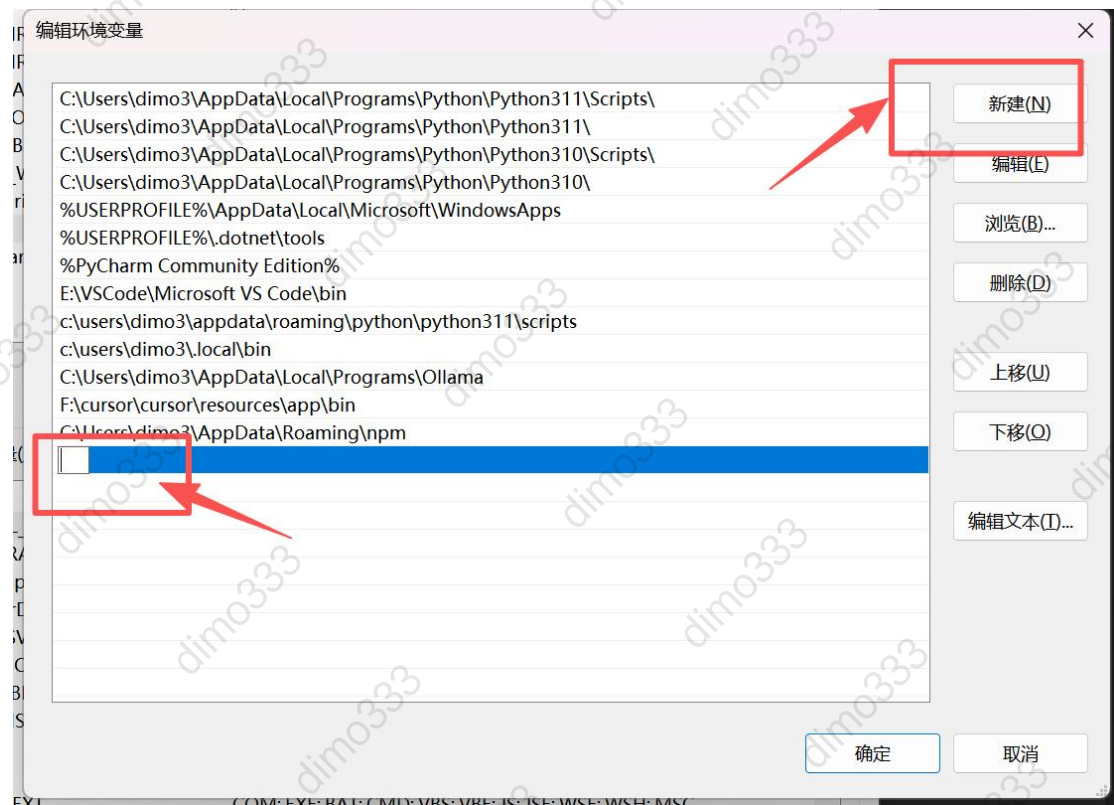 编辑环境变量
C:\Users\dimo3\AppData\Local\Programs\Python\Python311\Scripts\
新建(N)
C:\Users\dimo3\AppData\Local\Programs\Python\Python311\
C:\Users\dimo3\AppData\Local\Programs\Python\Python310\Scripts\
编辑(E)
C:\Users\dimo3\AppData\Local\Programs\Python\Python310\
%USERPROFILE%\AppData\Local\Microsoft\WindowsApps
浏览(B)...
%USERPROFILE%\.dotnet\tools
%PyCharm Community Edition%
删除(D)
E:\VSCode\Microsoft VS Code\bin
c:\users\dimo3\appdata\roaming\python\python311\scripts
c:\users\dimo3\.local\bin
上移(U)
C:\Users\dimo3\AppData\Local\Programs\Ollama
F:\cursor\cursor\resources\app\bin
下移(O)
C:\Users\dimo3\AppData\Roaming\npm
编辑文本(T)...
确定
取消
dimo333